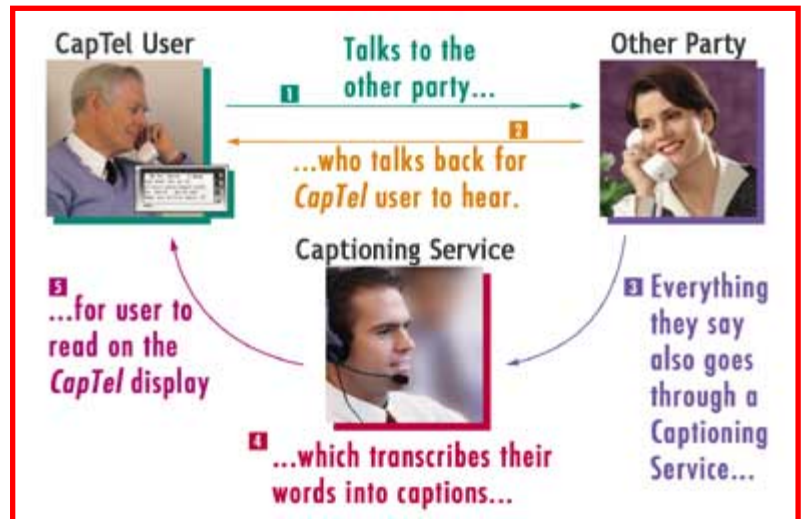 CapTel User
Talks to the
other party...
Other Party
1
2
...who talks back for
CapTel user to hear.
Captioning Service
3 Everything
they say
also goes
through a
Captioning
Service...
4
...which transcribes their
words into captions...
5
...for user to
read on the
CapTel display